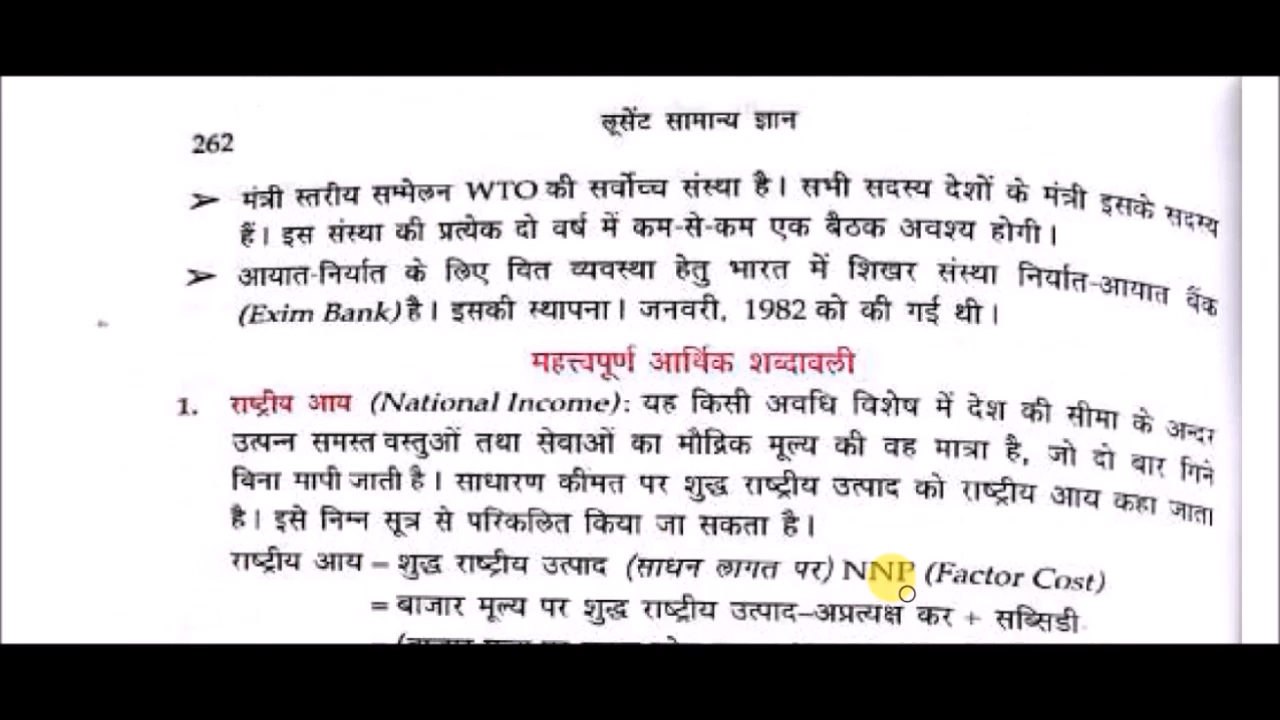 लूसेंट सामान्य ज्ञान
262
➢ मंत्री स्तरीय सम्मेलन WTO की सर्वोच्च संस्था है। सभी सदस्य देशों के मंत्री इसके सदस्य
हैं। इस संस्था की प्रत्येक दो वर्ष में कम-से-कम एक बैठक अवश्य होगी।
➢ आयात-निर्यात के लिए वित व्यवस्था हेतु भारत में शिखर संस्था निर्यात-आयात बैंक
(Exim Bank) है। इसकी स्थापना। जनवरी, 1982 को की गई थी।
महत्त्वपूर्ण आर्थिक शब्दावली
1. राष्ट्रीय आय (National Income): यह किसी अवधि विशेष में देश की सीमा के अन्दर
उत्पन्न समस्त वस्तुओं तथा सेवाओं का मौद्रिक मूल्य की वह मात्रा है, जो दो बार गिने
बिना मापी जाती है। साधारण कीमत पर शुद्ध राष्ट्रीय उत्पाद को राष्ट्रीय आय कहा जाता
है। इसे निम्न सूत्र से परिकलित किया जा सकता है।
राष्ट्रीय आय = शुद्ध राष्ट्रीय उत्पाद (साधन लागत पर) NNP (Factor Cost)
= बाजार मूल्य पर शुद्ध राष्ट्रीय उत्पाद–अप्रत्यक्ष कर + सब्सिडी